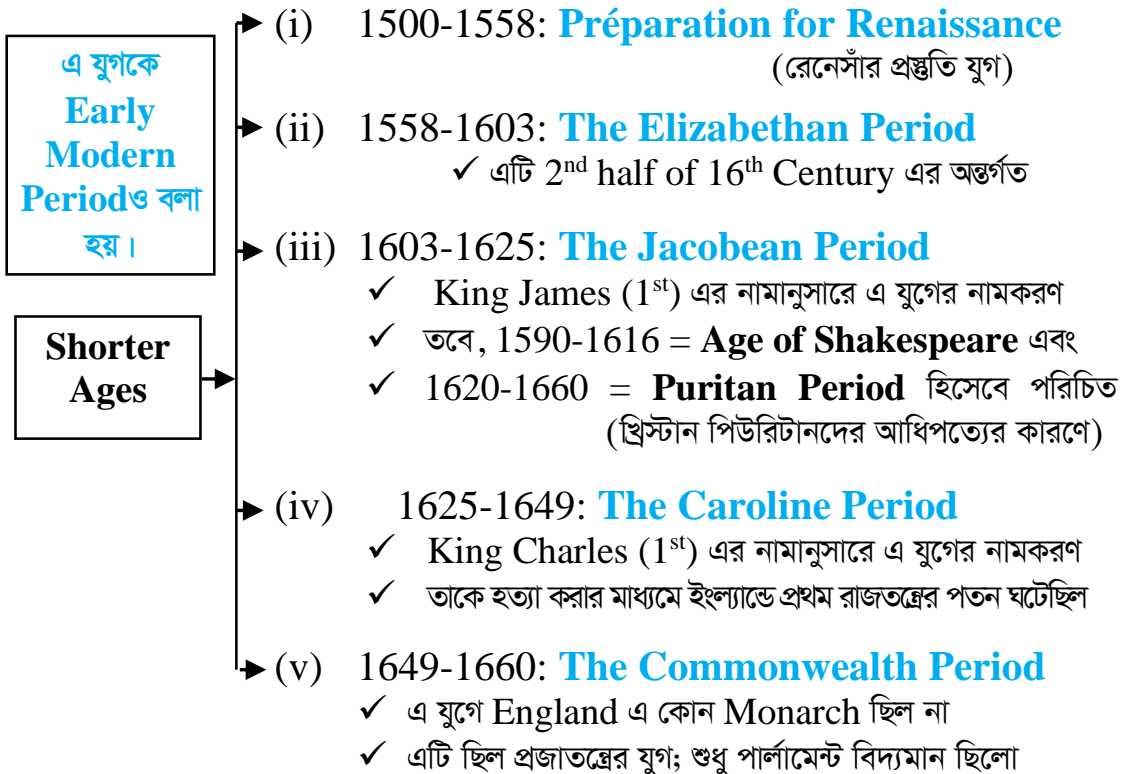 এ যুগকে
Early
Modern
Periodও বলা
হয়।
Shorter
Ages
(i) 1500-1558: Préparation for Renaissance
(রেনেসাঁর প্রস্তুতি যুগ)
(ii) 1558-1603: The Elizabethan Period
✓ এটি 2nd half of 16th Century এর অন্তর্গত
(iii) 1603-1625: The Jacobean Period
✓ King James (1st) এর নামানুসারে এ যুগের নামকরণ
✓ তবে, 1590-1616 = Age of Shakespeare এবং
✓ 1620-1660 = Puritan Period হিসেবে পরিচিত
(খ্রিস্টান পিউরিটানদের আধিপত্যের কারণে)
(iv) 1625-1649: The Caroline Period
✓ King Charles (1st) এর নামানুসারে এ যুগের নামকরণ
✓ তাকে হত্যা করার মাধ্যমে ইংল্যান্ডে প্রথম রাজতন্ত্রের পতন ঘটেছিল
(v) 1649-1660: The Commonwealth Period
✓ এ যুগে England এ কোন Monarch ছিল না
✓ এটি ছিল প্রজাতন্ত্রের যুগ; শুধু পার্লামেন্ট বিদ্যমান ছিলো